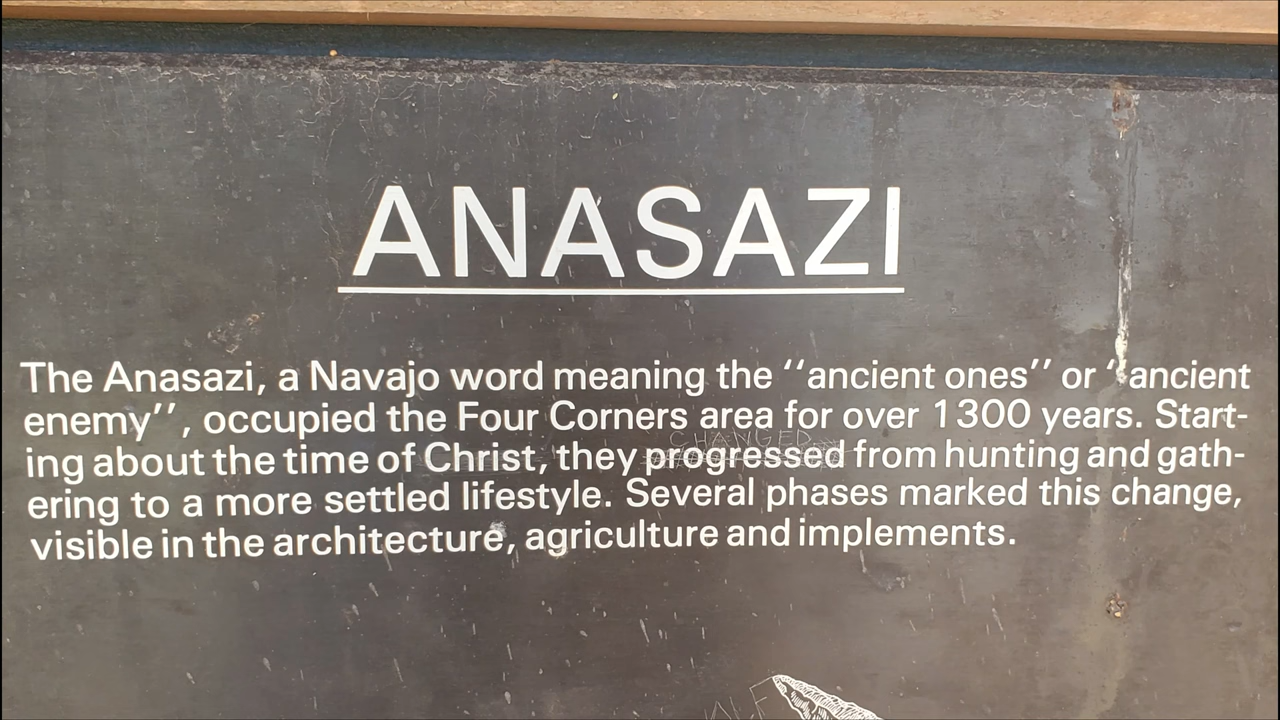 ANASAZI
The Anasazi, a Navajo word meaning the ‘‘ancient ones’’ or ‘‘ancient
enemy’’, occupied the Four Corners area for over 1300 years. Start-
CHANGED
ing about the time of Christ, they progressed from hunting and gath-
ering to a more settled lifestyle. Several phases marked this change,
visible in the architecture, agriculture and implements.